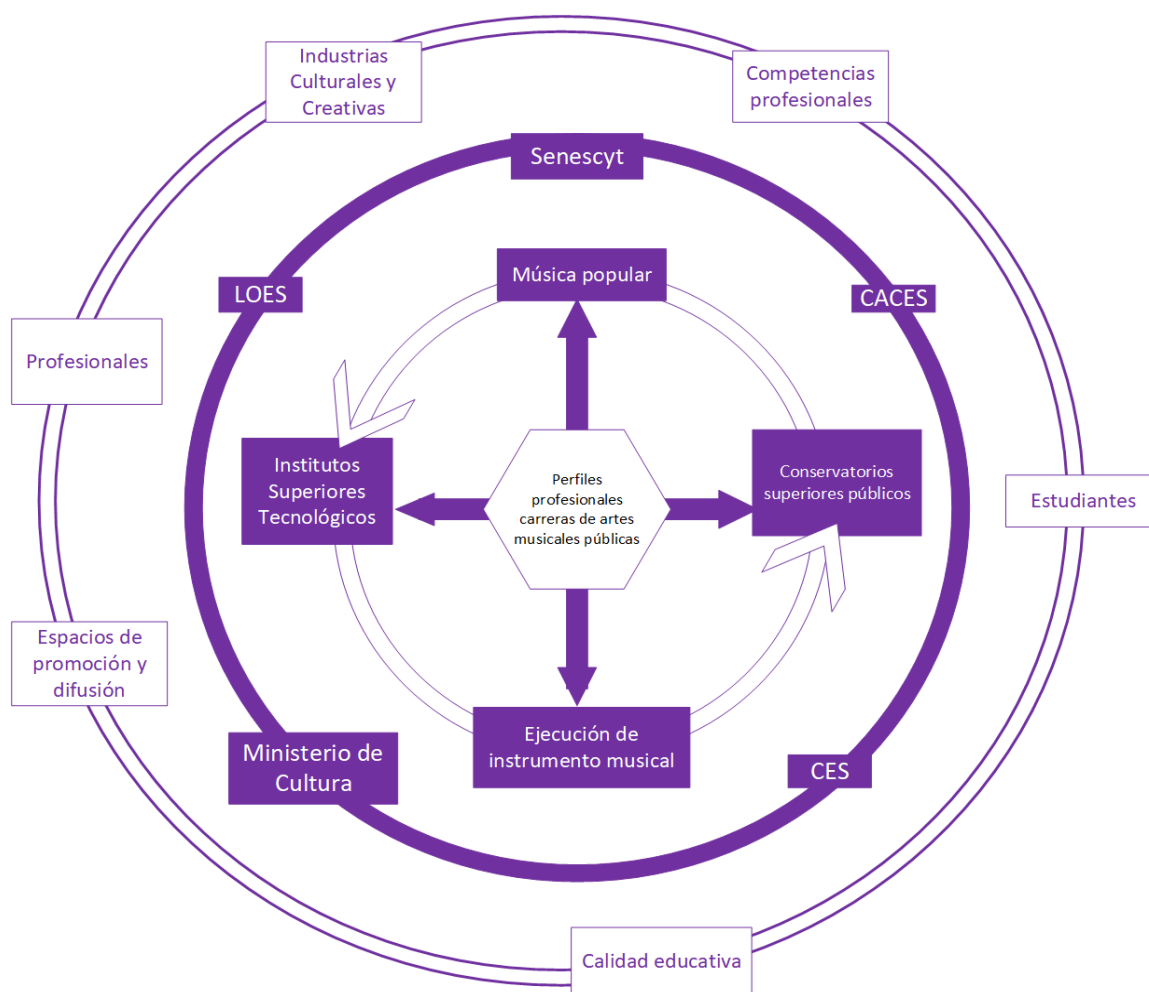 Industrias
Culturales y
Creativas
Competencias
profesionales
Senescyt
Música popular
LOES
CACES
Profesionales
Institutos
Superiores
Tecnológicos
Perfiles
profesionales
carreras de artes
musicales públicas
Conservatorios
superiores públicos
Estudiantes
Espacios de
promoción y
difusión
Ejecución de
instrumento musical
Ministerio de
Cultura
CES
Calidad educativa